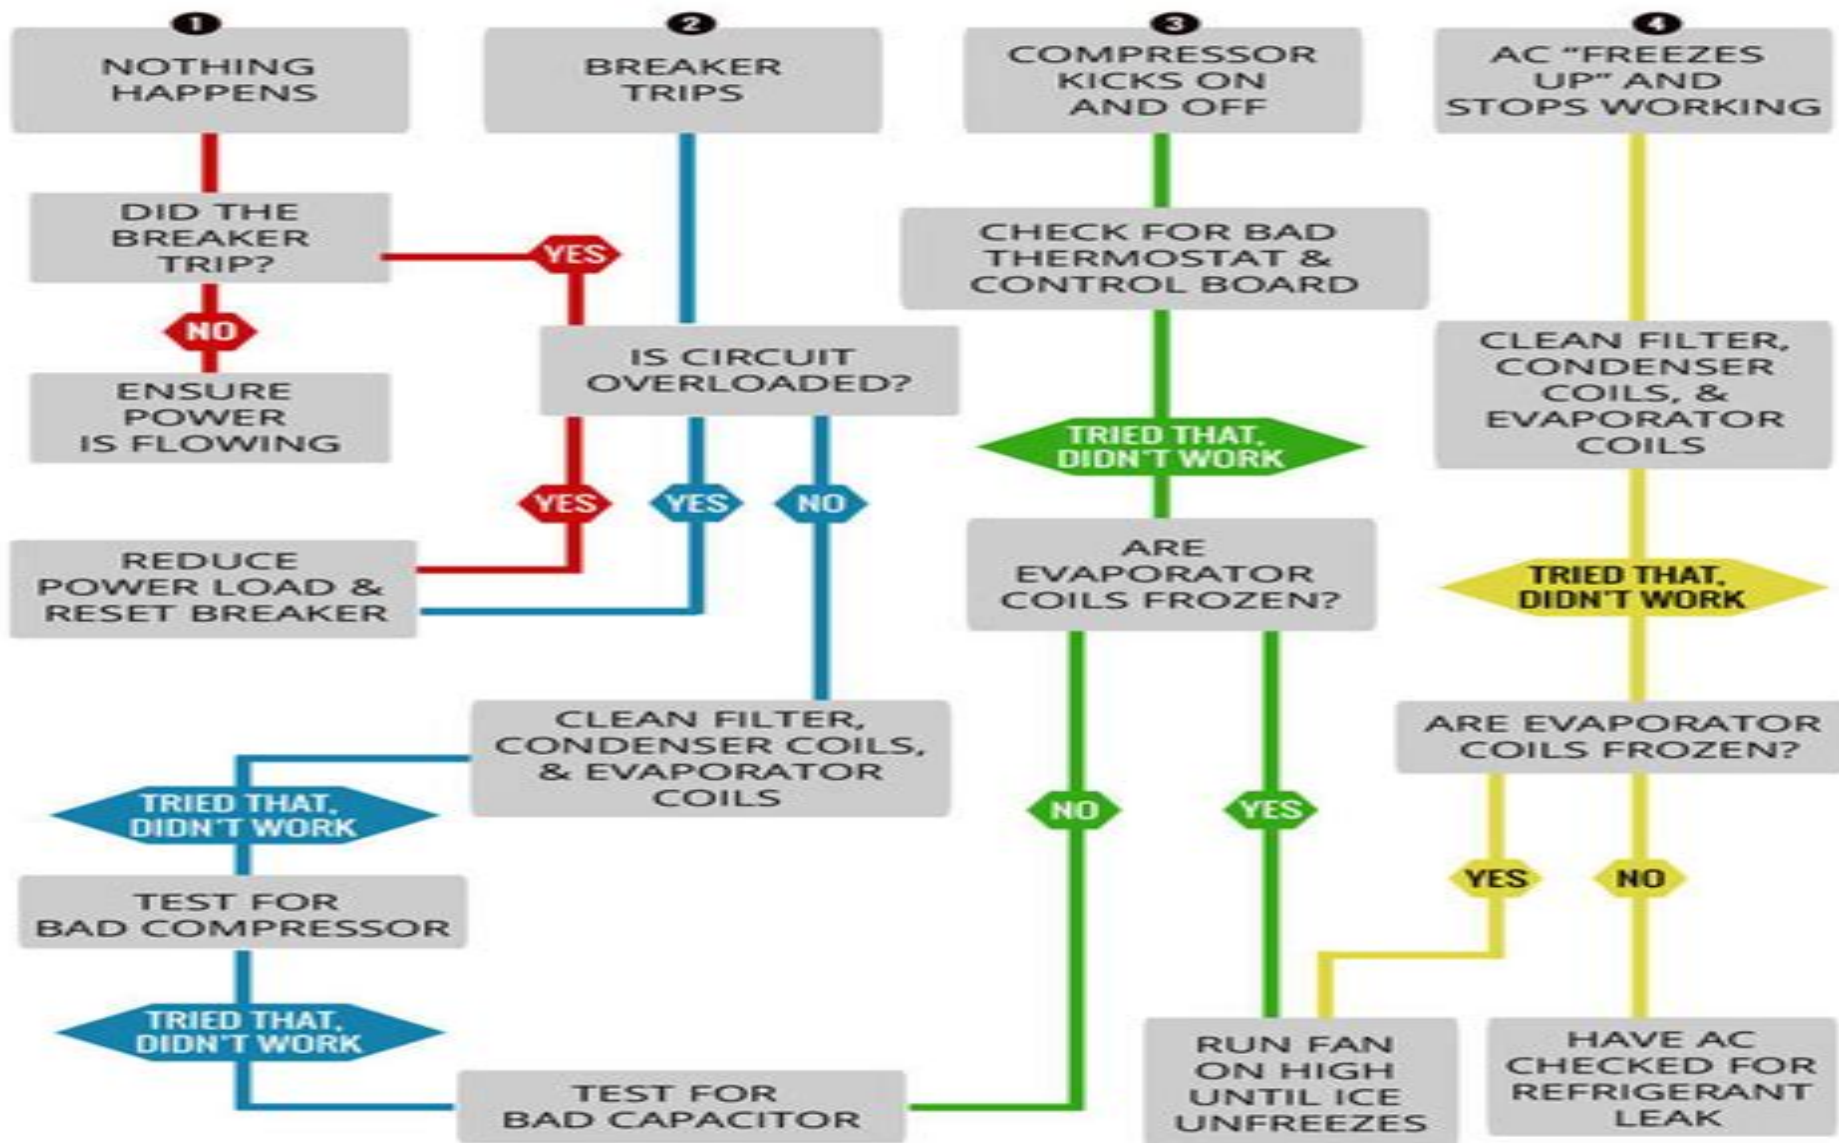 1
NOTHING
HAPPENS
DID THE
BREAKER
TRIP?
YES
NO
ENSURE
POWER
IS FLOWING
2
BREAKER
TRIPS
IS CIRCUIT
OVERLOADED?
YES
YES
NO
REDUCE
POWER LOAD &
RESET BREAKER
CLEAN FILTER,
CONDENSER COILS,
& EVAPORATOR
COILS
TRIED THAT,
DIDN'T WORK
TEST FOR
BAD COMPRESSOR
TRIED THAT,
DIDN'T WORK
TEST FOR
BAD CAPACITOR
3
COMPRESSOR
KICKS ON
AND OFF
CHECK FOR BAD
THERMOSTAT &
CONTROL BOARD
TRIED THAT,
DIDN'T WORK
ARE
EVAPORATOR
COILS FROZEN?
NO
YES
4
AC "FREEZES
UP" AND
STOPS WORKING
CLEAN FILTER,
CONDENSER
COILS, &
EVAPORATOR
COILS
TRIED THAT,
DIDN'T WORK
ARE EVAPORATOR
COILS FROZEN?
YES
NO
RUN FAN
ON HIGH
UNTIL ICE
UNFREEZES
HAVE AC
CHECKED FOR
REFRIGERANT
LEAK